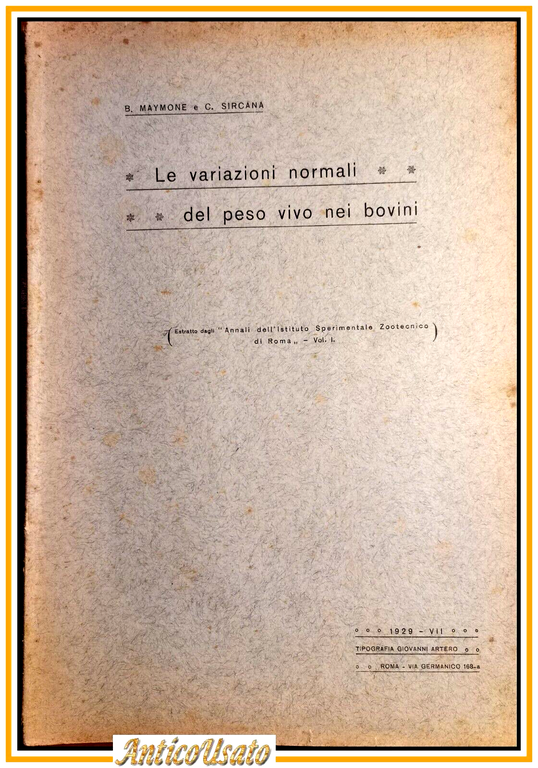 B. MAYMONE e C. SIRCANA
Le variazioni normali
del peso vivo nei bovini
(Estratto dagli "Annali dell'Istituto Sperimentale Zootecnico
di Roma„ - Vol. I.)
1929 - VII
TIPOGRAFIA GIOVANNI ARTERO
ROMA - VIA GERMANICO 168-a
AnticoUsato